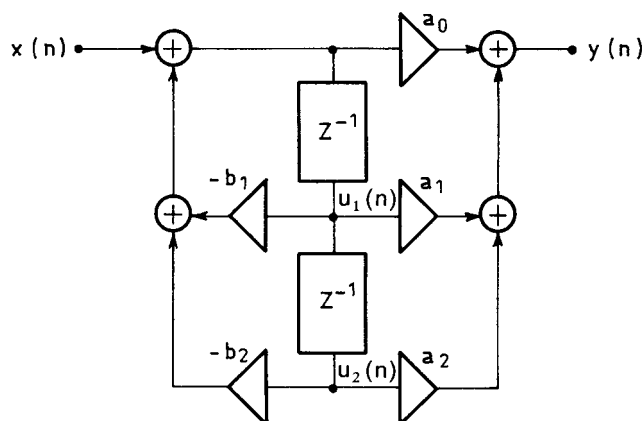 x(n) + a₀ + y(n)
Z⁻¹
-b₁ u₁(n) a₁
+ +
Z⁻¹
-b₂ u₂(n) a₂